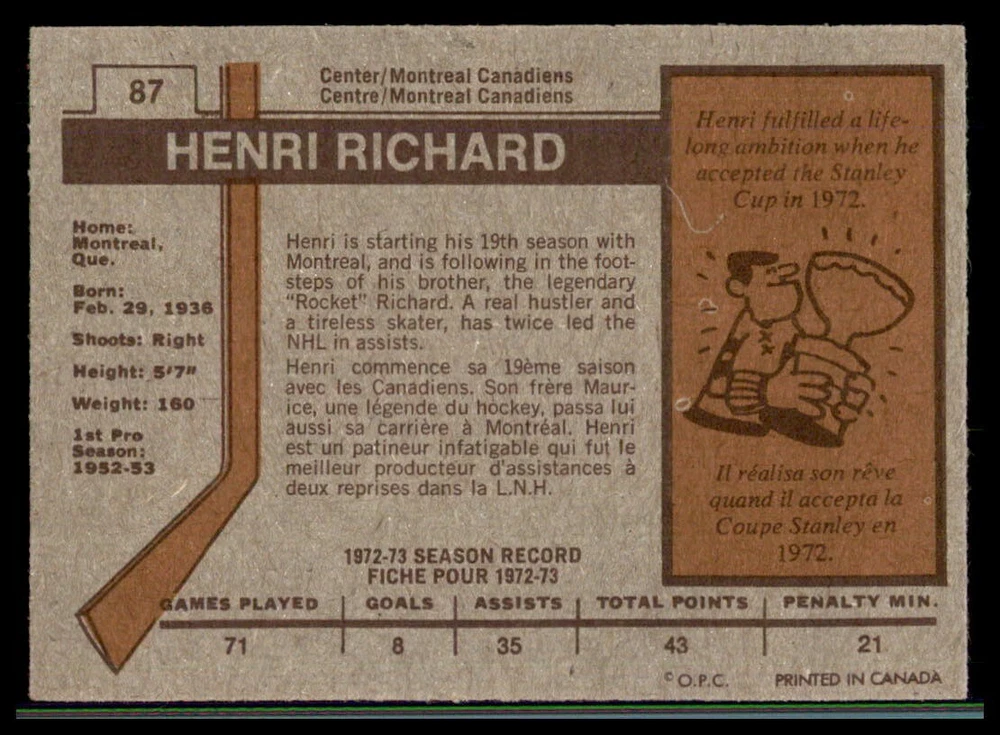 87
Center/Montreal Canadiens
Centre/Montreal Canadiens
HENRI RICHARD
Home:
Montreal,
Que.
Born:
Feb. 29, 1936
Shoots: Right
Height: 5'7"
Weight: 160
1st Pro
Season:
1952-53
Henri is starting his 19th season with
Montreal, and is following in the foot-
steps of his brother, the legendary
"Rocket" Richard. A real hustler and
a tireless skater, has twice led the
NHL in assists.
Henri commence sa 19ème saison
avec les Canadiens. Son frère Maur-
ice, une légende du hockey, passa lui
aussi sa carrière à Montréal. Henri
est un patineur infatigable qui fut le
meilleur producteur d'assistances à
deux reprises dans la L.N.H.
Henri fulfilled a life-
long ambition when he
accepted the Stanley
Cup in 1972.
Il réalisa son rêve
quand il accepta la
Coupe Stanley en
1972.
1972-73 SEASON RECORD
FICHE POUR 1972-73
GAMES PLAYED GOALS ASSISTS TOTAL POINTS PENALTY MIN.
71 8 35 43 21
© O.P.C. PRINTED IN CANADA